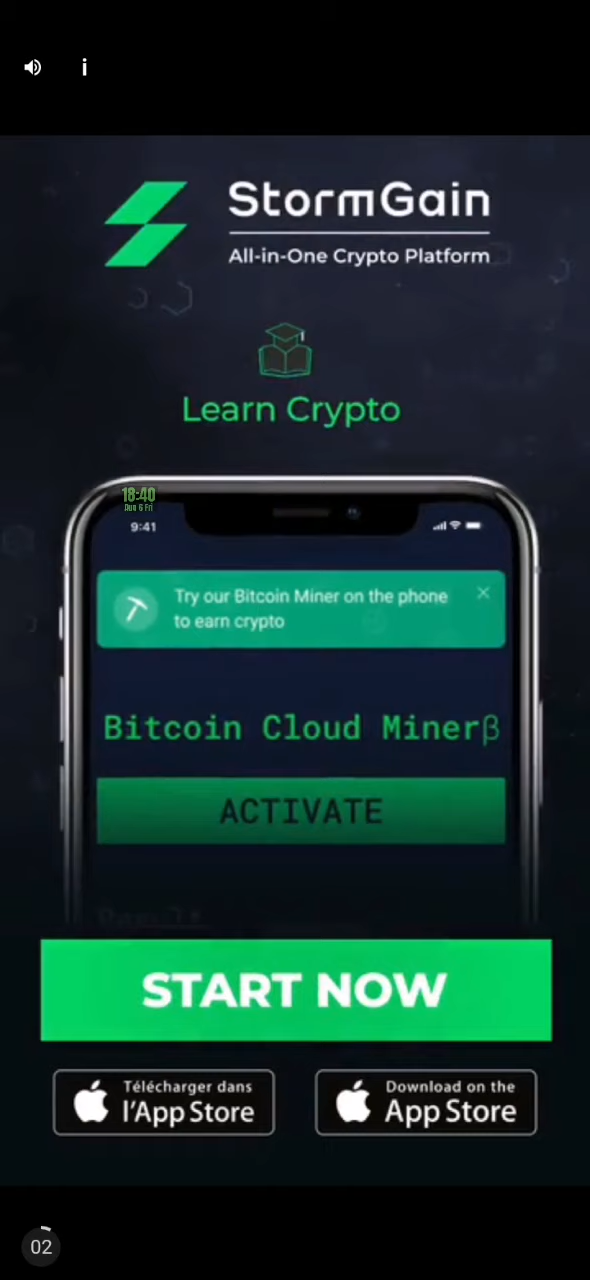 StormGain
All-in-One Crypto Platform
Learn Crypto
18:40
9:41
Try our Bitcoin Miner on the phone
to earn crypto
Bitcoin Cloud Minerβ
ACTIVATE
START NOW
Télécharger dans
l'App Store
Download on the
App Store
02